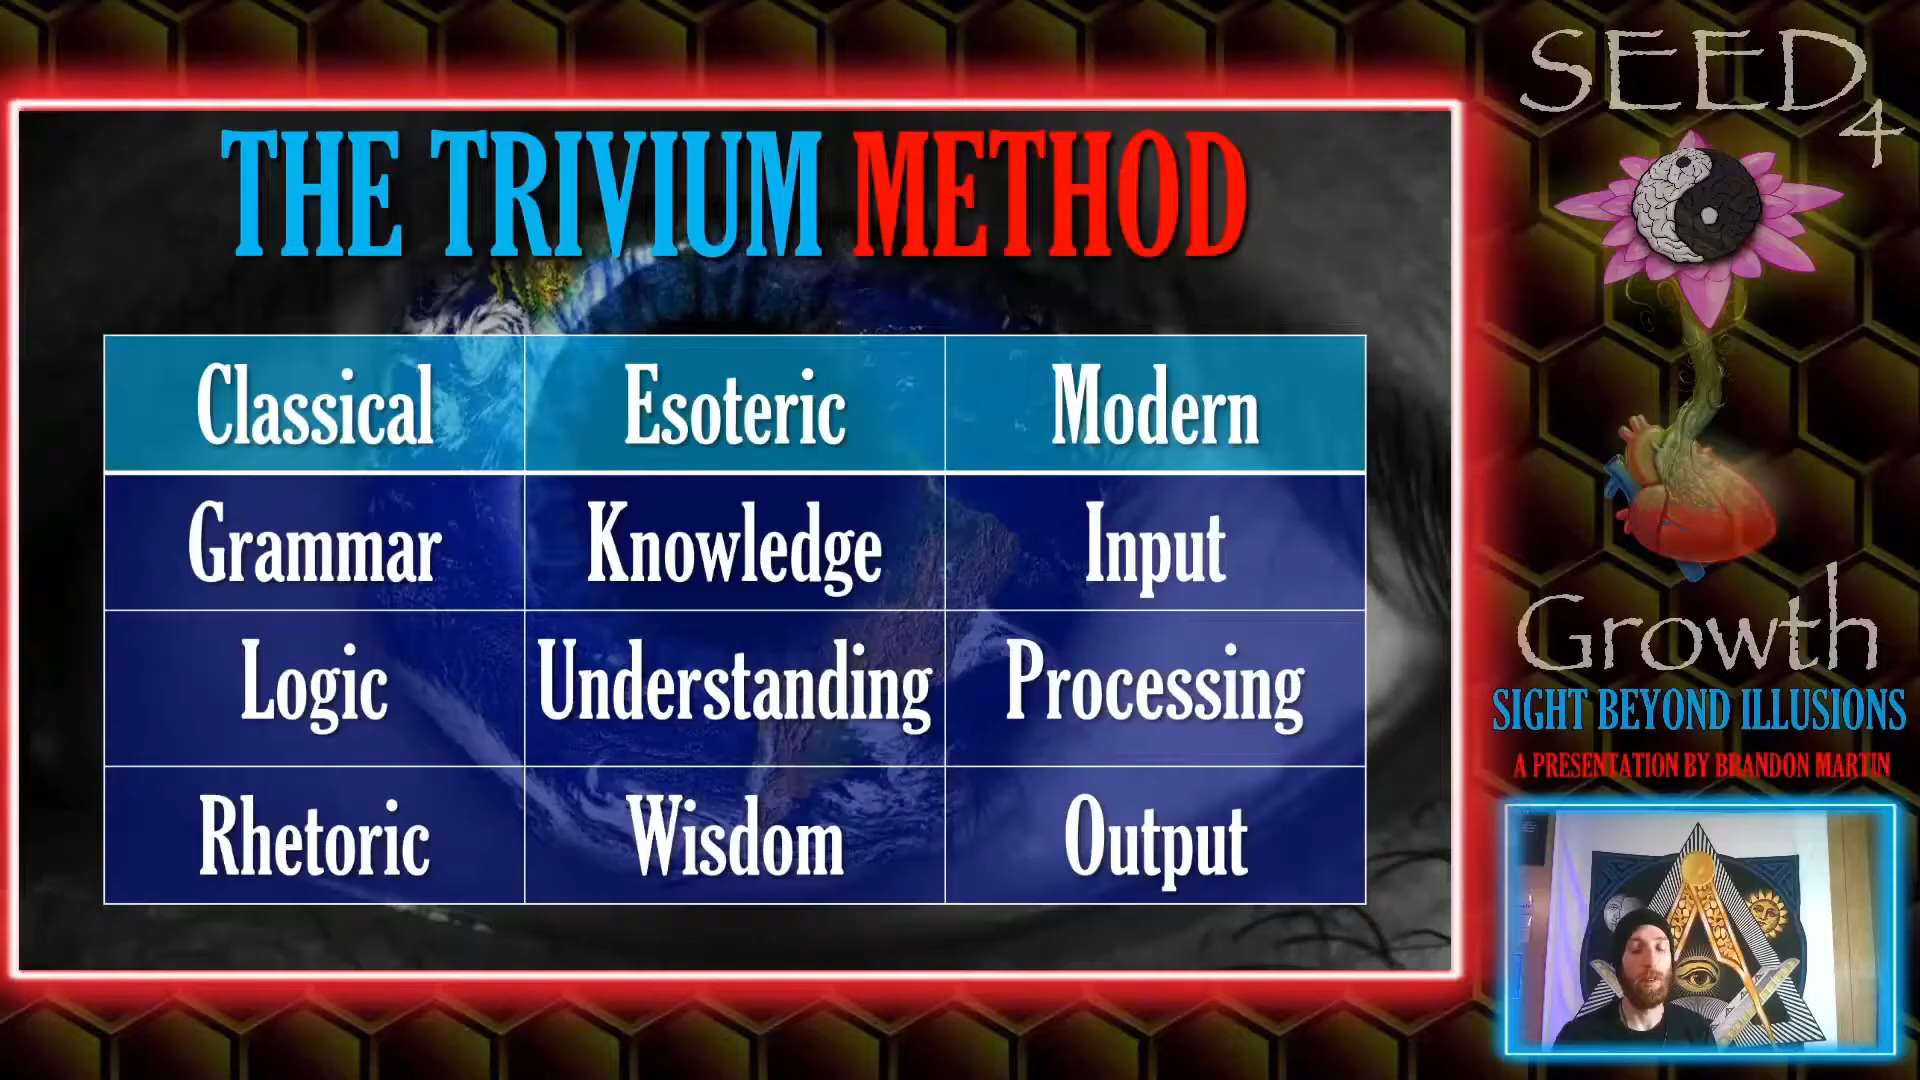 THE TRIVIUM METHOD
Classical Esoteric Modern
Grammar Knowledge Input
Logic Understanding Processing
Rhetoric Wisdom Output
SEED
4
Growth
SIGHT BEYOND ILLUSIONS
A PRESENTATION BY BRANDON MARTIN